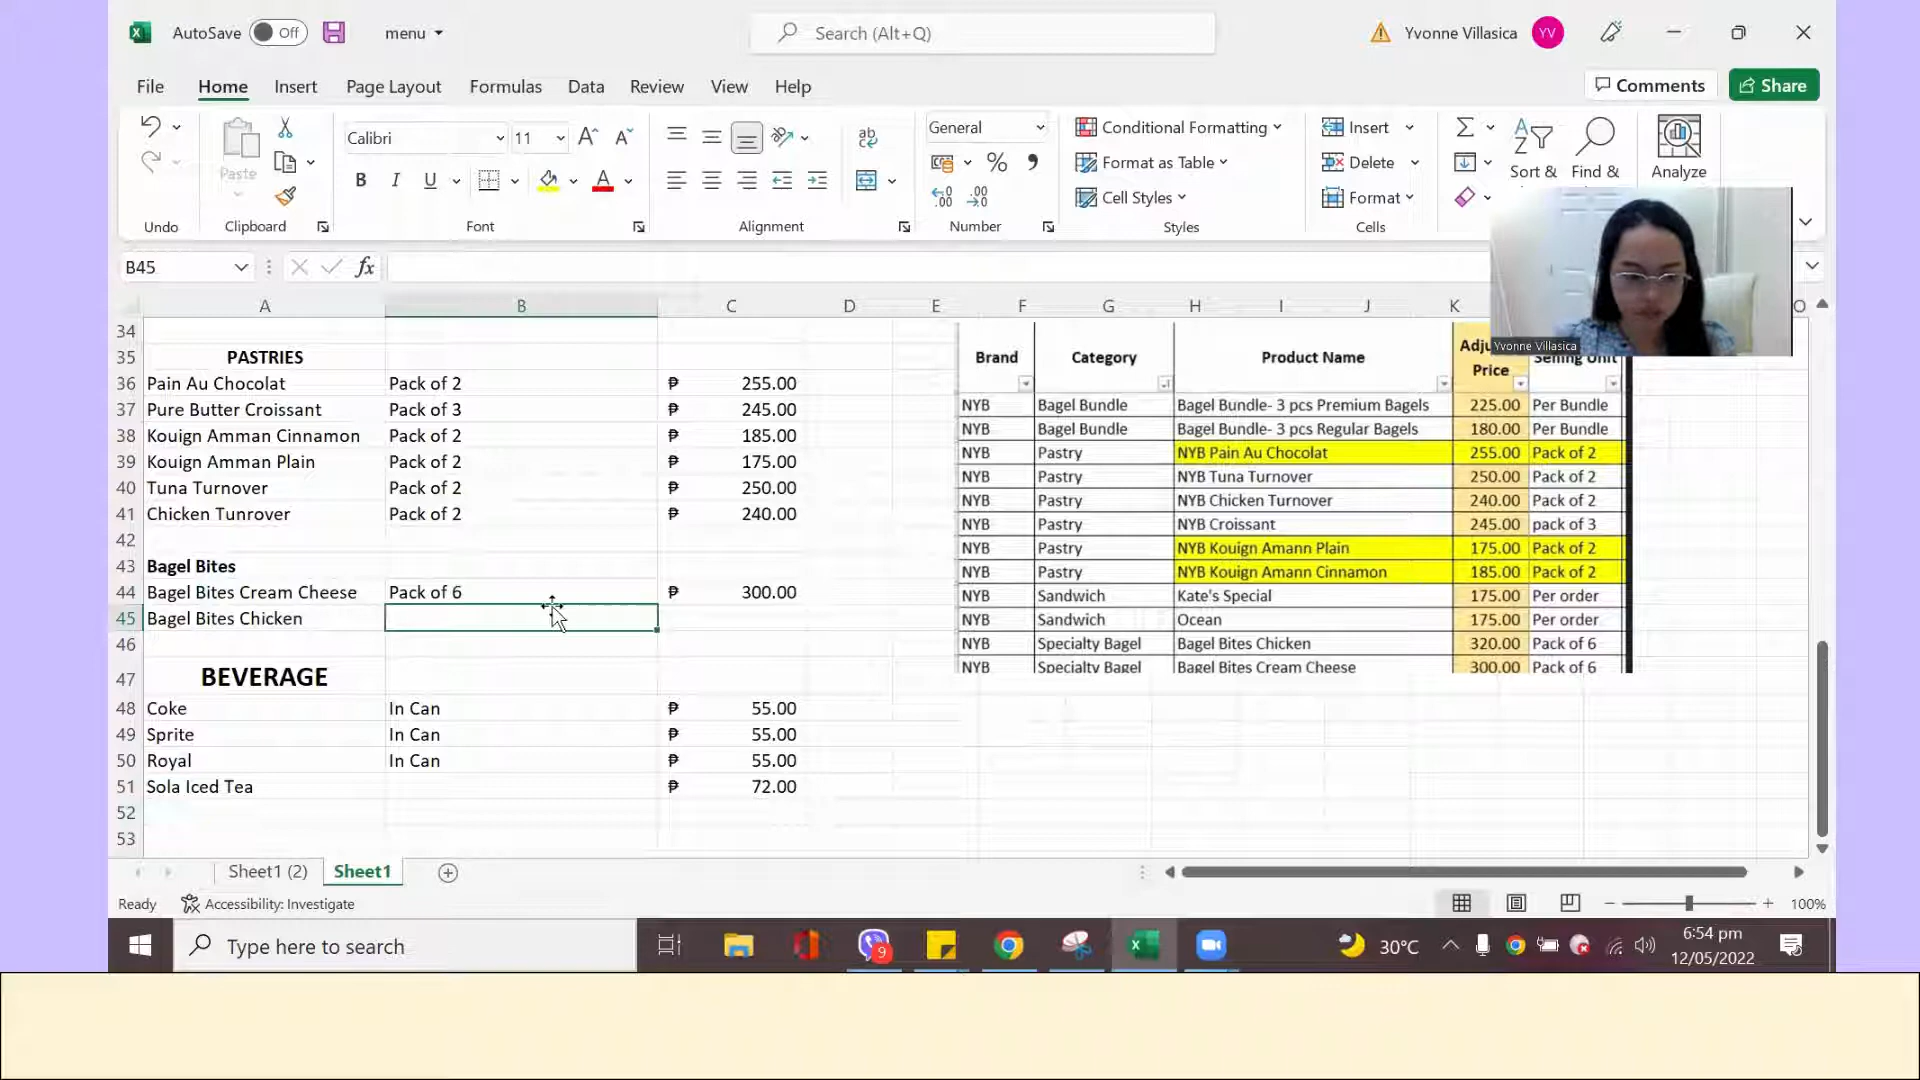 AutoSave Off menu Search (Alt+Q) Yvonne Villasica YV
File Home Insert Page Layout Formulas Data Review View Help Comments Share
Calibri 11 General Conditional Formatting Insert
Paste Format as Table Delete Sort & Find & Analyze
B I U A Cell Styles Format
Undo Clipboard Font Alignment Number Styles Cells
B45 fx
Yvonne Villasica
A B C D E F G H I J K O
34
35 PASTRIES
36 Pain Au Chocolat Pack of 2 ₱ 255.00
37 Pure Butter Croissant Pack of 3 ₱ 245.00
38 Kouign Amman Cinnamon Pack of 2 ₱ 185.00
39 Kouign Amman Plain Pack of 2 ₱ 175.00
40 Tuna Turnover Pack of 2 ₱ 250.00
41 Chicken Tunrover Pack of 2 ₱ 240.00
42
43 Bagel Bites
44 Bagel Bites Cream Cheese Pack of 6 ₱ 300.00
45 Bagel Bites Chicken
46
47 BEVERAGE
48 Coke In Can ₱ 55.00
49 Sprite In Can ₱ 55.00
50 Royal In Can ₱ 55.00
51 Sola Iced Tea ₱ 72.00
52
53
Brand Category Product Name Price Selling Unit
NYB Bagel Bundle Bagel Bundle- 3 pcs Premium Bagels 225.00 Per Bundle
NYB Bagel Bundle Bagel Bundle- 3 pcs Regular Bagels 180.00 Per Bundle
NYB Pastry NYB Pain Au Chocolat 255.00 Pack of 2
NYB Pastry NYB Tuna Turnover 250.00 Pack of 2
NYB Pastry NYB Chicken Turnover 240.00 Pack of 2
NYB Pastry NYB Croissant 245.00 pack of 3
NYB Pastry NYB Kouign Amann Plain 175.00 Pack of 2
NYB Pastry NYB Kouign Amann Cinnamon 185.00 Pack of 2
NYB Sandwich Kate's Special 175.00 Per order
NYB Sandwich Ocean 175.00 Per order
NYB Specialty Bagel Bagel Bites Chicken 320.00 Pack of 6
NYB Specialty Bagel Bagel Bites Cream Cheese 300.00 Pack of 6
Sheet1 (2) Sheet1
Ready Accessibility: Investigate 100%
Type here to search 9 30°C 6:54 pm
12/05/2022